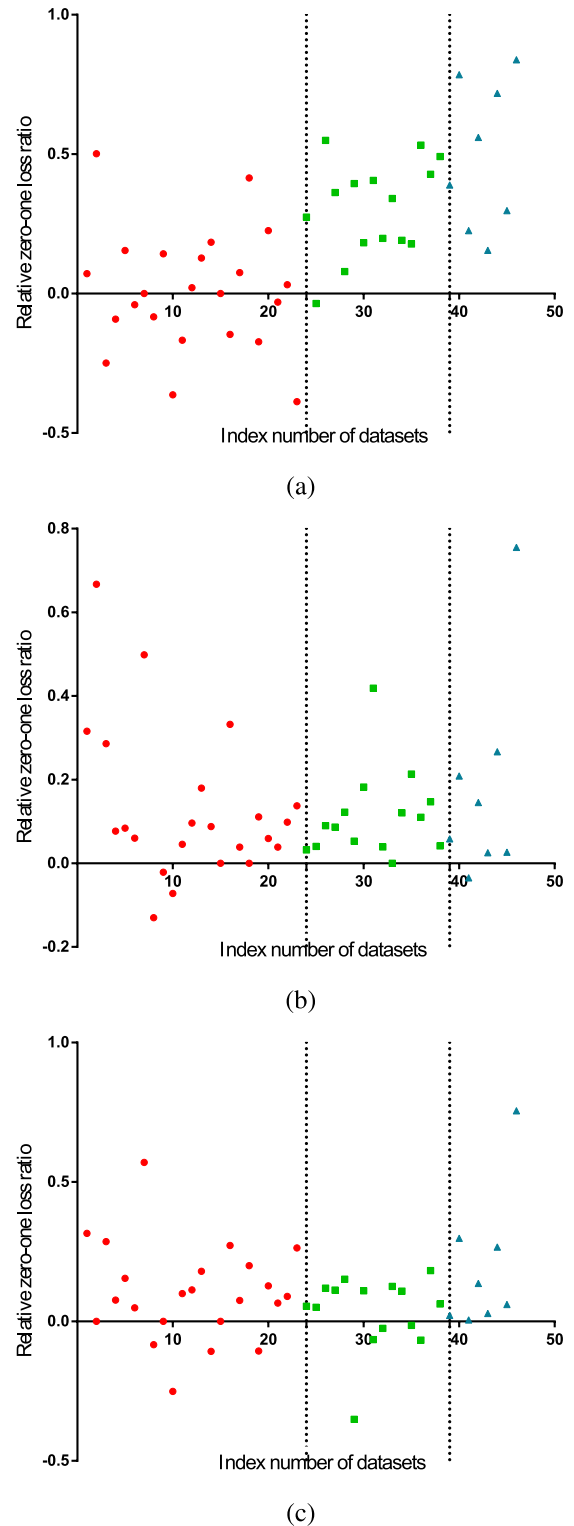 1.0
0.5
0.0
-0.5
10 20 30 40 50
Relative zero-one loss ratio
Index number of datasets
(a)
0.8
0.6
0.4
0.2
0.0
-0.2
10 20 30 40 50
Relative zero-one loss ratio
Index number of datasets
(b)
1.0
0.5
0.0
-0.5
10 20 30 40 50
Relative zero-one loss ratio
Index number of datasets
(c)